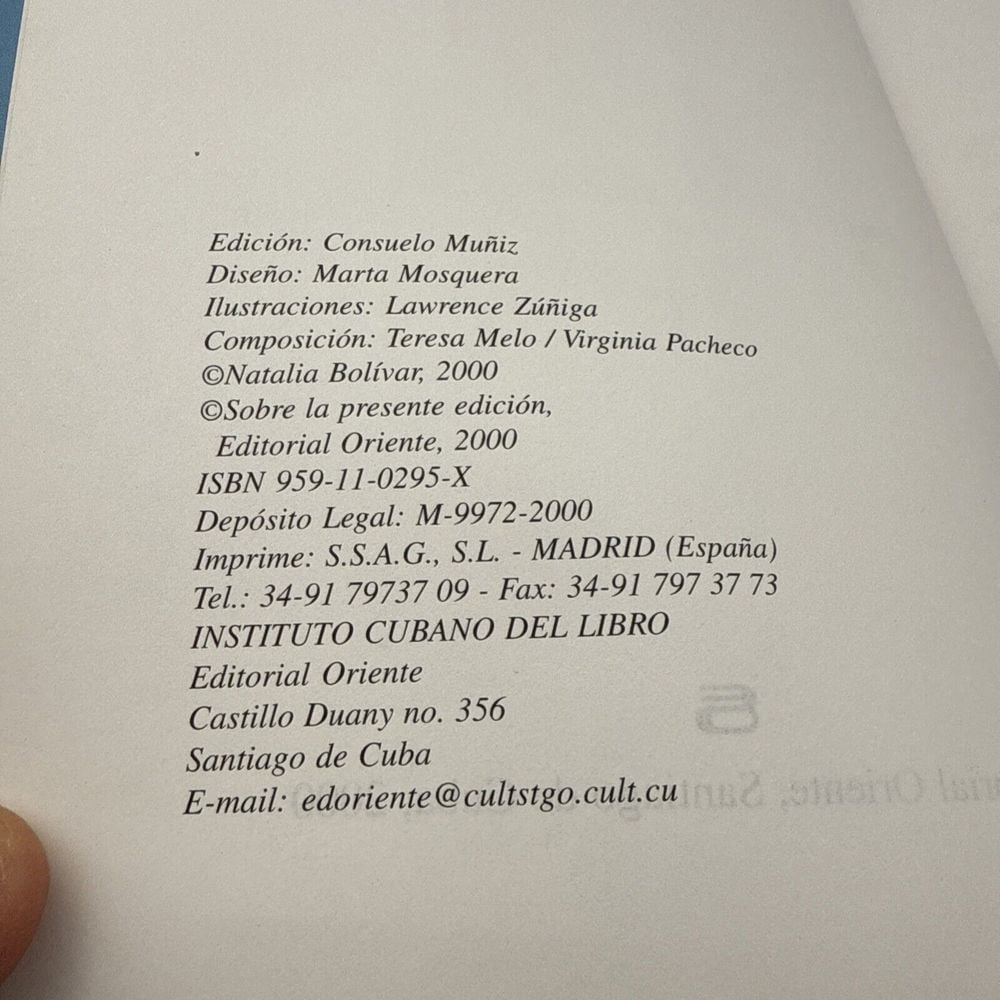 Edición: Consuelo Muñiz
Diseño: Marta Mosquera
Ilustraciones: Lawrence Zúñiga
Composición: Teresa Melo / Virginia Pacheco
©Natalia Bolívar, 2000
©Sobre la presente edición,
Editorial Oriente, 2000
ISBN 959-11-0295-X
Depósito Legal: M-9972-2000
Imprime: S.S.A.G., S.L. - MADRID (España)
Tel.: 34-91 79737 09 - Fax: 34-91 797 37 73
INSTITUTO CUBANO DEL LIBRO
Editorial Oriente
Castillo Duany no. 356
Santiago de Cuba
E-mail: edoriente@cultstgo.cult.cu